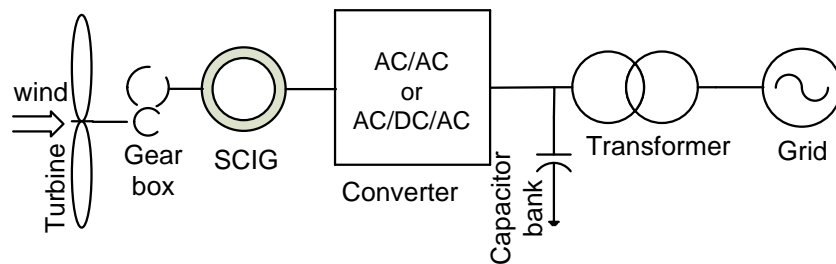 wind
Turbine
Gear
box
SCIG
AC/AC
or
AC/DC/AC
Converter
Capacitor
bank
Transformer
Grid